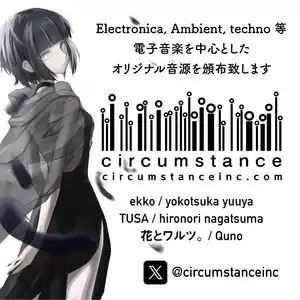 Electronica, Ambient, techno 等
電子音楽を中心とした
オリジナル音源を頒布致します
circumstance
circumstanceinc.com
ekko / yokotsuka yuuya
TUSA / hironori nagatsuma
花とワルツ。 / Quno
X @circumstanceinc